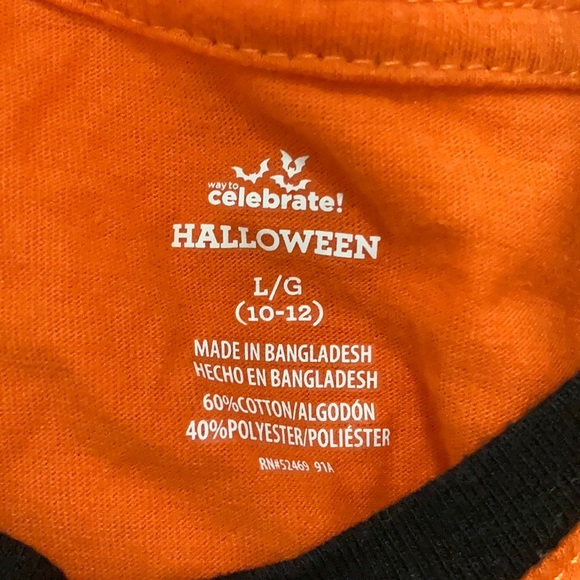 way to
celebrate!
HALLOWEEN
L/G
(10-12)
MADE IN BANGLADESH
HECHO EN BANGLADESH
60%COTTON/ALGODÓN
40%POLYESTER/POLIÉSTER
RN#52469 91A